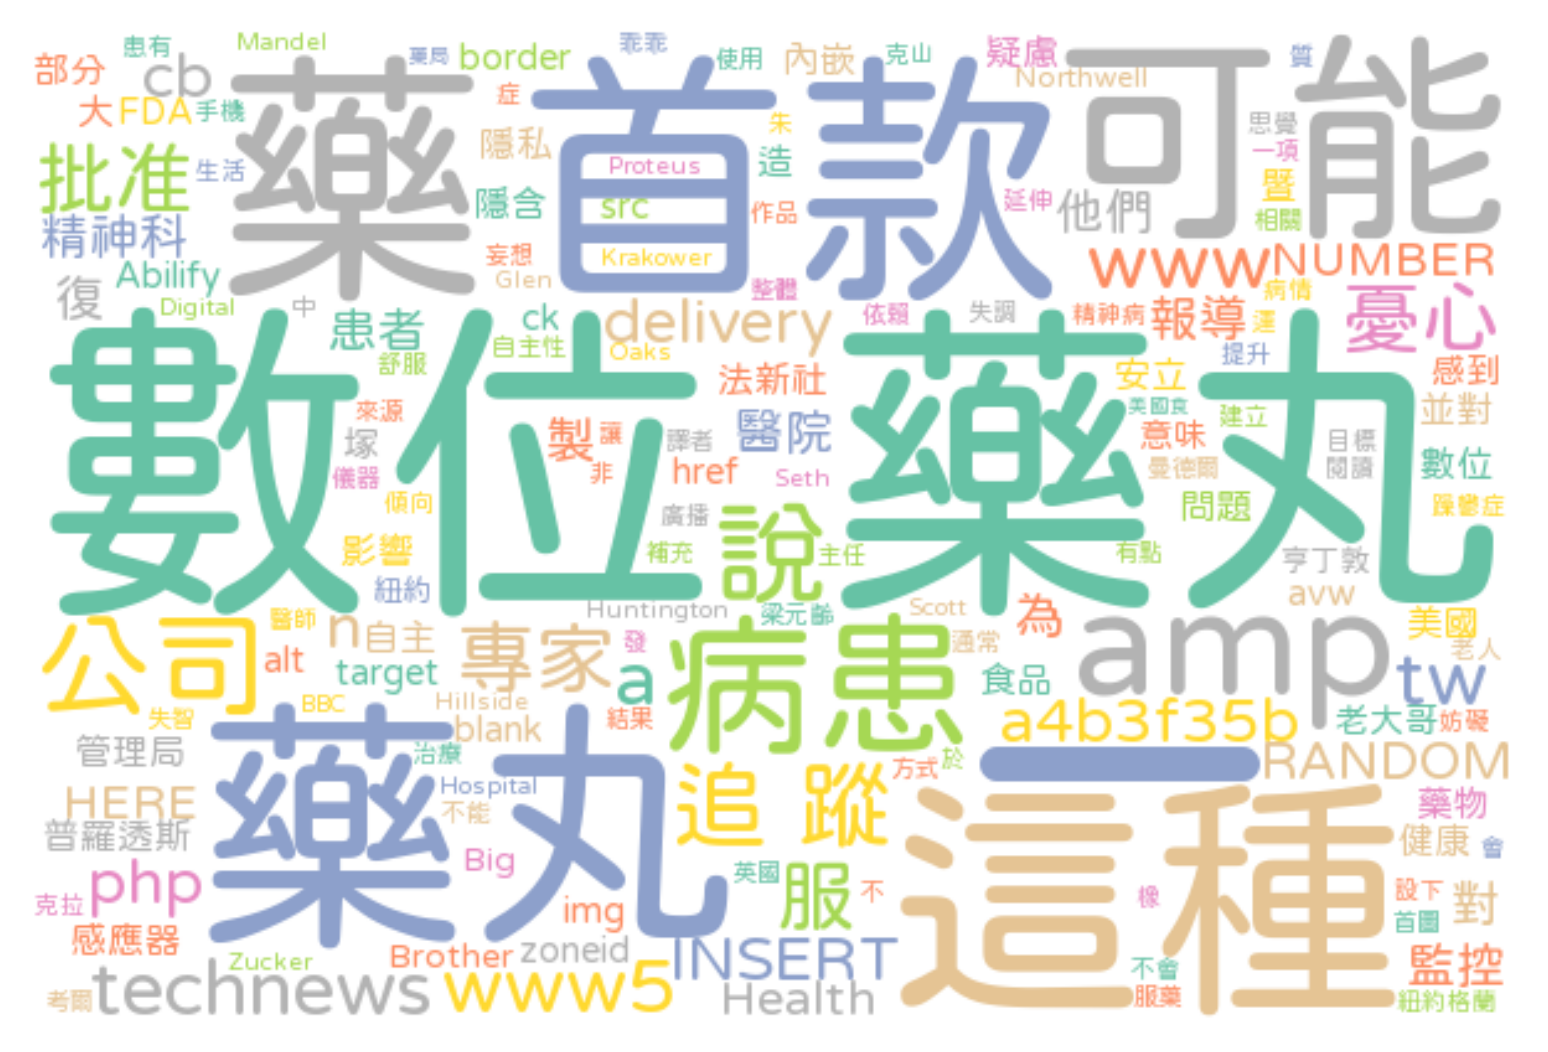 患有 Mandel 藥局 乖乖 使用 克山 疑慮 可能 質
部分 cb border 內嵌 Northwell
藥 首款
大 FDA 手機 症 朱 思覺
批准 生活 隱私 Proteus 造 一項
隱含 src 作品 延伸 他們 暨 相關
精神科 妄想 Krakower www NUMBER
復 Abilify Glen 整體 病情
Digital 中 患者 ck delivery 依賴 失調 精神病 報導 運 憂心
舒服 自主性 Oaks 提升
數位 藥丸
法新社 安立 感到
來源 美國食 建立 並對
塚 製 讓 譯者 醫院 意味 目標
儀器 非 href Seth 曼德爾 閱讀 數位
傾向 廣播 說 問題 躁鬱症
影響 補充 主任 有點 亨丁敦
紐約 avw
醫師 Huntington 梁元齡 Scott 為 美國
公司 n 自主 專家 發 病患 通常 amp 老人
alt target a 食品 tw
失智 BBC Hillside 結果 a4b3f35b 老大哥 妨礙
blank
管理局 藥丸 治療 追蹤 方式 於 一 RANDOM
HERE Hospital 不能 這種 藥物
普羅透斯 健康 會
php Big 英國 服 不 橡 設下
克拉 img 首圖 對
感應器 Zucker Brother zoneid INSERT 不會 監控
考爾 technews www5 Health 服藥 紐約格蘭